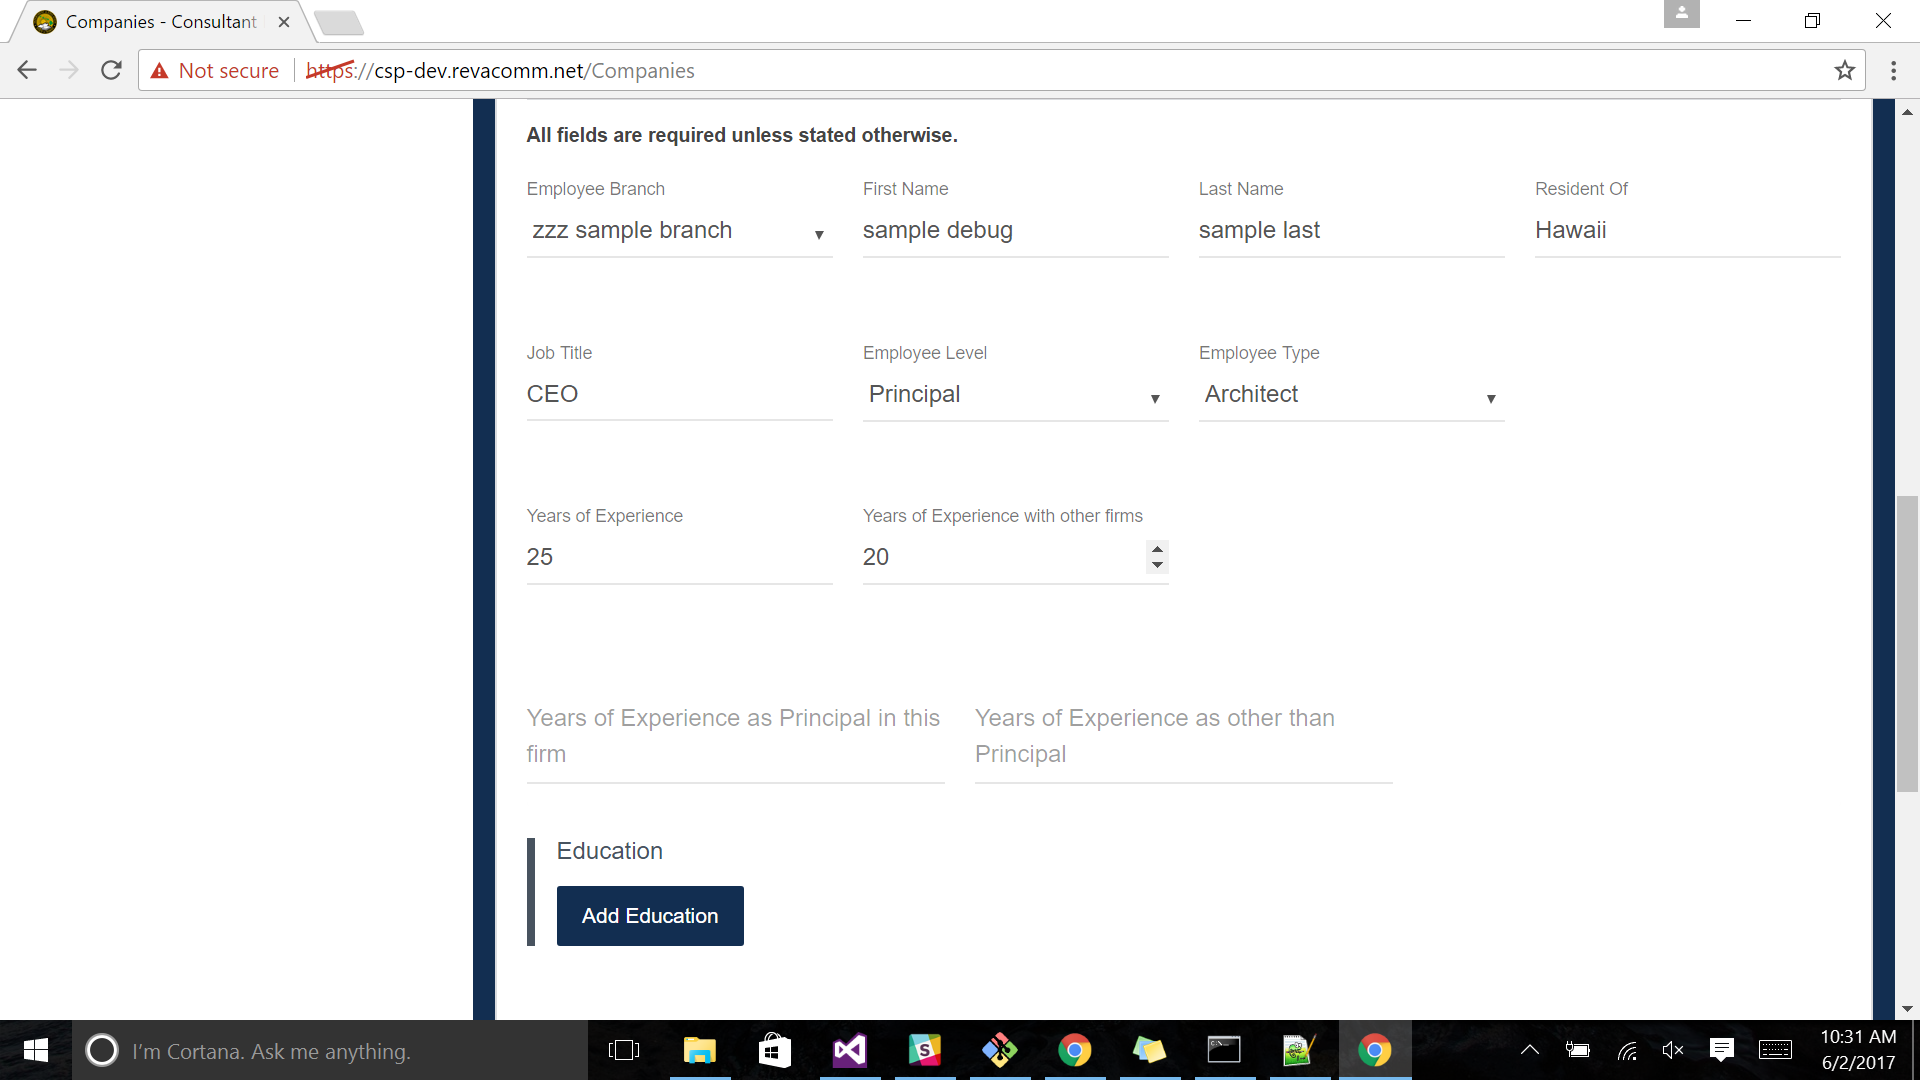 Companies - Consultant
Not secure https://csp-dev.revacomm.net/Companies
All fields are required unless stated otherwise.
Employee Branch First Name Last Name Resident Of
zzz sample branch sample debug sample last Hawaii
Job Title Employee Level Employee Type
CEO Principal Architect
Years of Experience Years of Experience with other firms
25 20
Years of Experience as Principal in this
firm
Years of Experience as other than
Principal
Education
Add Education
I'm Cortana. Ask me anything.
10:31 AM
6/2/2017